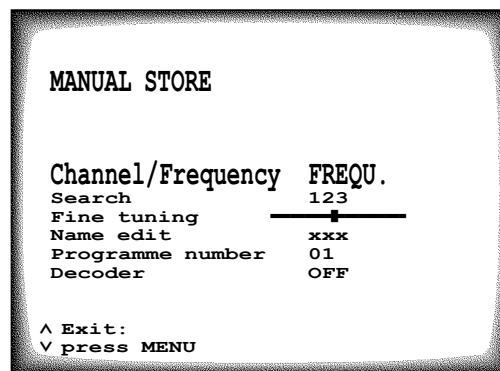 MANUAL STORE
Channel/Frequency FREQU.
Search 123
Fine tuning
Name edit xxx
Programme number 01
Decoder OFF
∧ Exit:
∨ press MENU